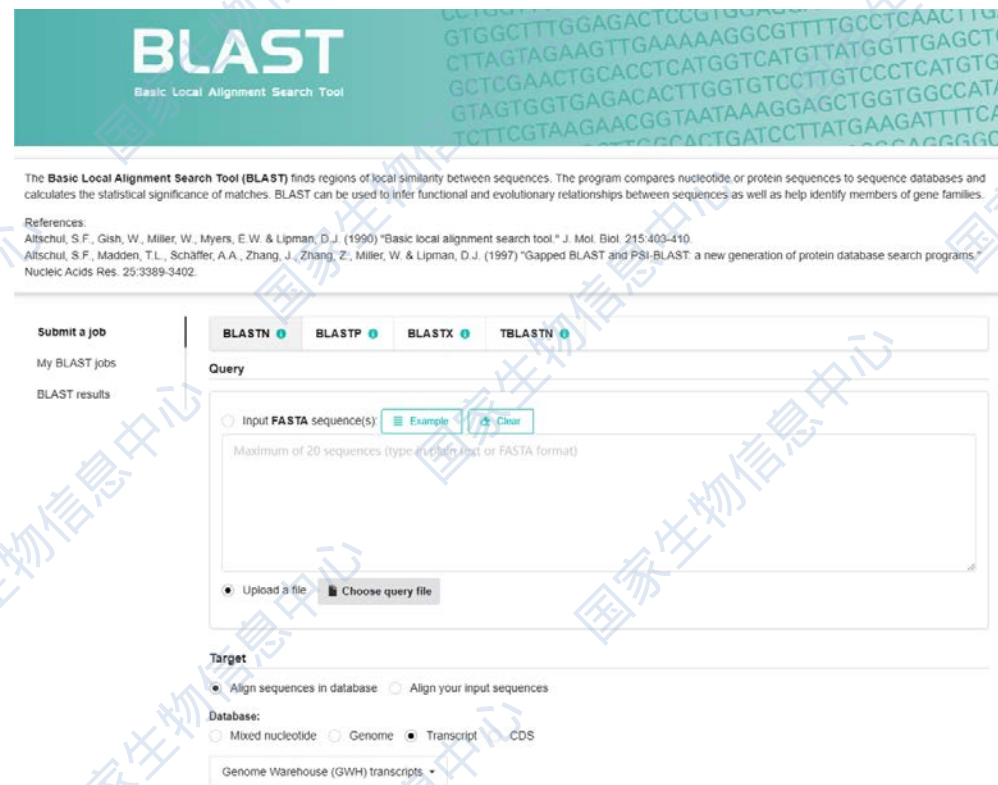 BLAST
Basic Local Alignment Search Tool
GTGGCTTTGGAGACTCCGTGGAG
CTTAGTAGAAGTTGAAAAAGGCGTTTTGCCTCAACTTG
GCTCGAACTGCACCTCATGGTCATGTTATGGTTGAGCT
GTAGTGGTGAGACACTTGGTGTCCTTGTCCCTCATGTG
TCTTCGTAAGAACGGTAATAAAGGAGCTGGTGGCCATA
The Basic Local Alignment Search Tool (BLAST) finds regions of local similarity between sequences. The program compares nucleotide or protein sequences to sequence databases and
calculates the statistical significance of matches. BLAST can be used to infer functional and evolutionary relationships between sequences as well as help identify members of gene families.
References:
Altschul, S.F., Gish, W., Miller, W., Myers, E.W. & Lipman, D.J. (1990) "Basic local alignment search tool." J. Mol. Biol. 215:403-410.
Altschul, S.F., Madden, T.L., Schäffer, A.A., Zhang, J., Zhang, Z., Miller, W. & Lipman, D.J. (1997) "Gapped BLAST and PSI-BLAST: a new generation of protein database search programs."
Nucleic Acids Res. 25:3389-3402.
Submit a job
My BLAST jobs
BLAST results
BLASTN BLASTP BLASTX TBLASTN
Query
Input FASTA sequence(s): Example Clear
Maximum of 20 sequences (type in plain text or FASTA format)
Upload a file Choose query file
Target
Align sequences in database Align your input sequences
Database:
Mixed nucleotide Genome Transcript CDS
Genome Warehouse (GWH) transcripts
国家生物信息中心